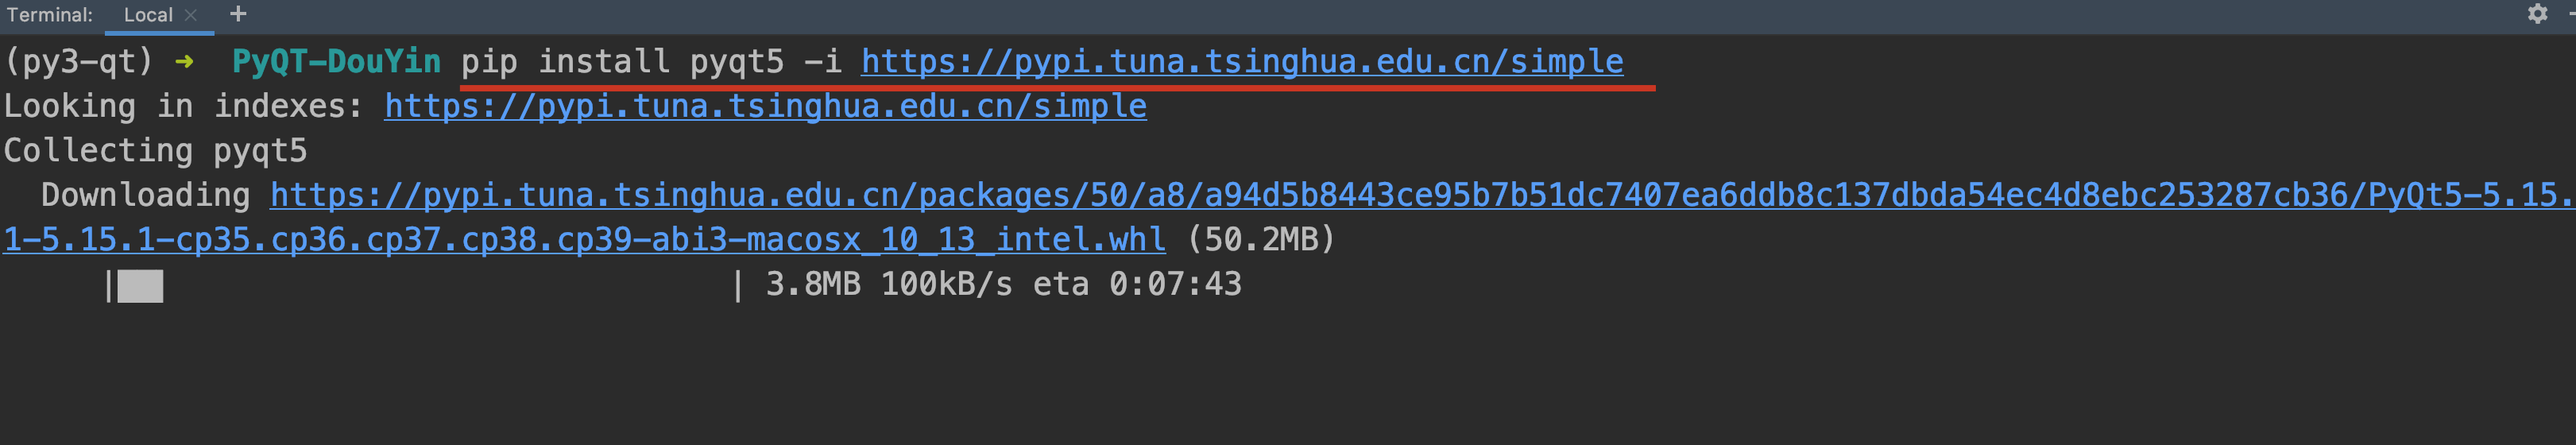 Terminal: Local × +
(py3-qt) ➜ PyQT-DouYin pip install pyqt5 -i https://pypi.tuna.tsinghua.edu.cn/simple
Looking in indexes: https://pypi.tuna.tsinghua.edu.cn/simple
Collecting pyqt5
  Downloading https://pypi.tuna.tsinghua.edu.cn/packages/50/a8/a94d5b8443ce95b7b51dc7407ea6ddb8c137dbda54ec4d8ebc253287cb36/PyQt5-5.15.
1-5.15.1-cp35.cp36.cp37.cp38.cp39-abi3-macosx_10_13_intel.whl (50.2MB)
|███ | 3.8MB 100kB/s eta 0:07:43